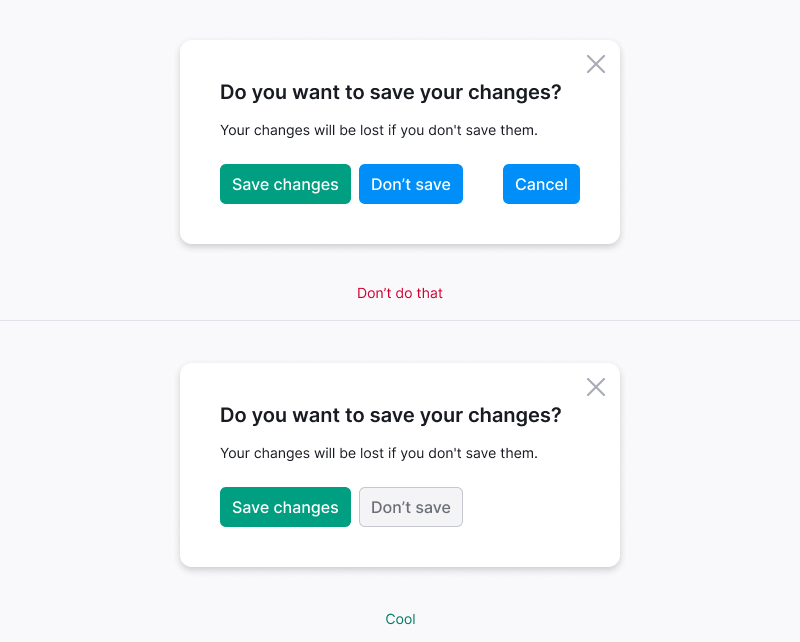 Do you want to save your changes?
Your changes will be lost if you don't save them.
Save changes Don’t save Cancel
Don’t do that
Do you want to save your changes?
Your changes will be lost if you don't save them.
Save changes Don’t save
Cool